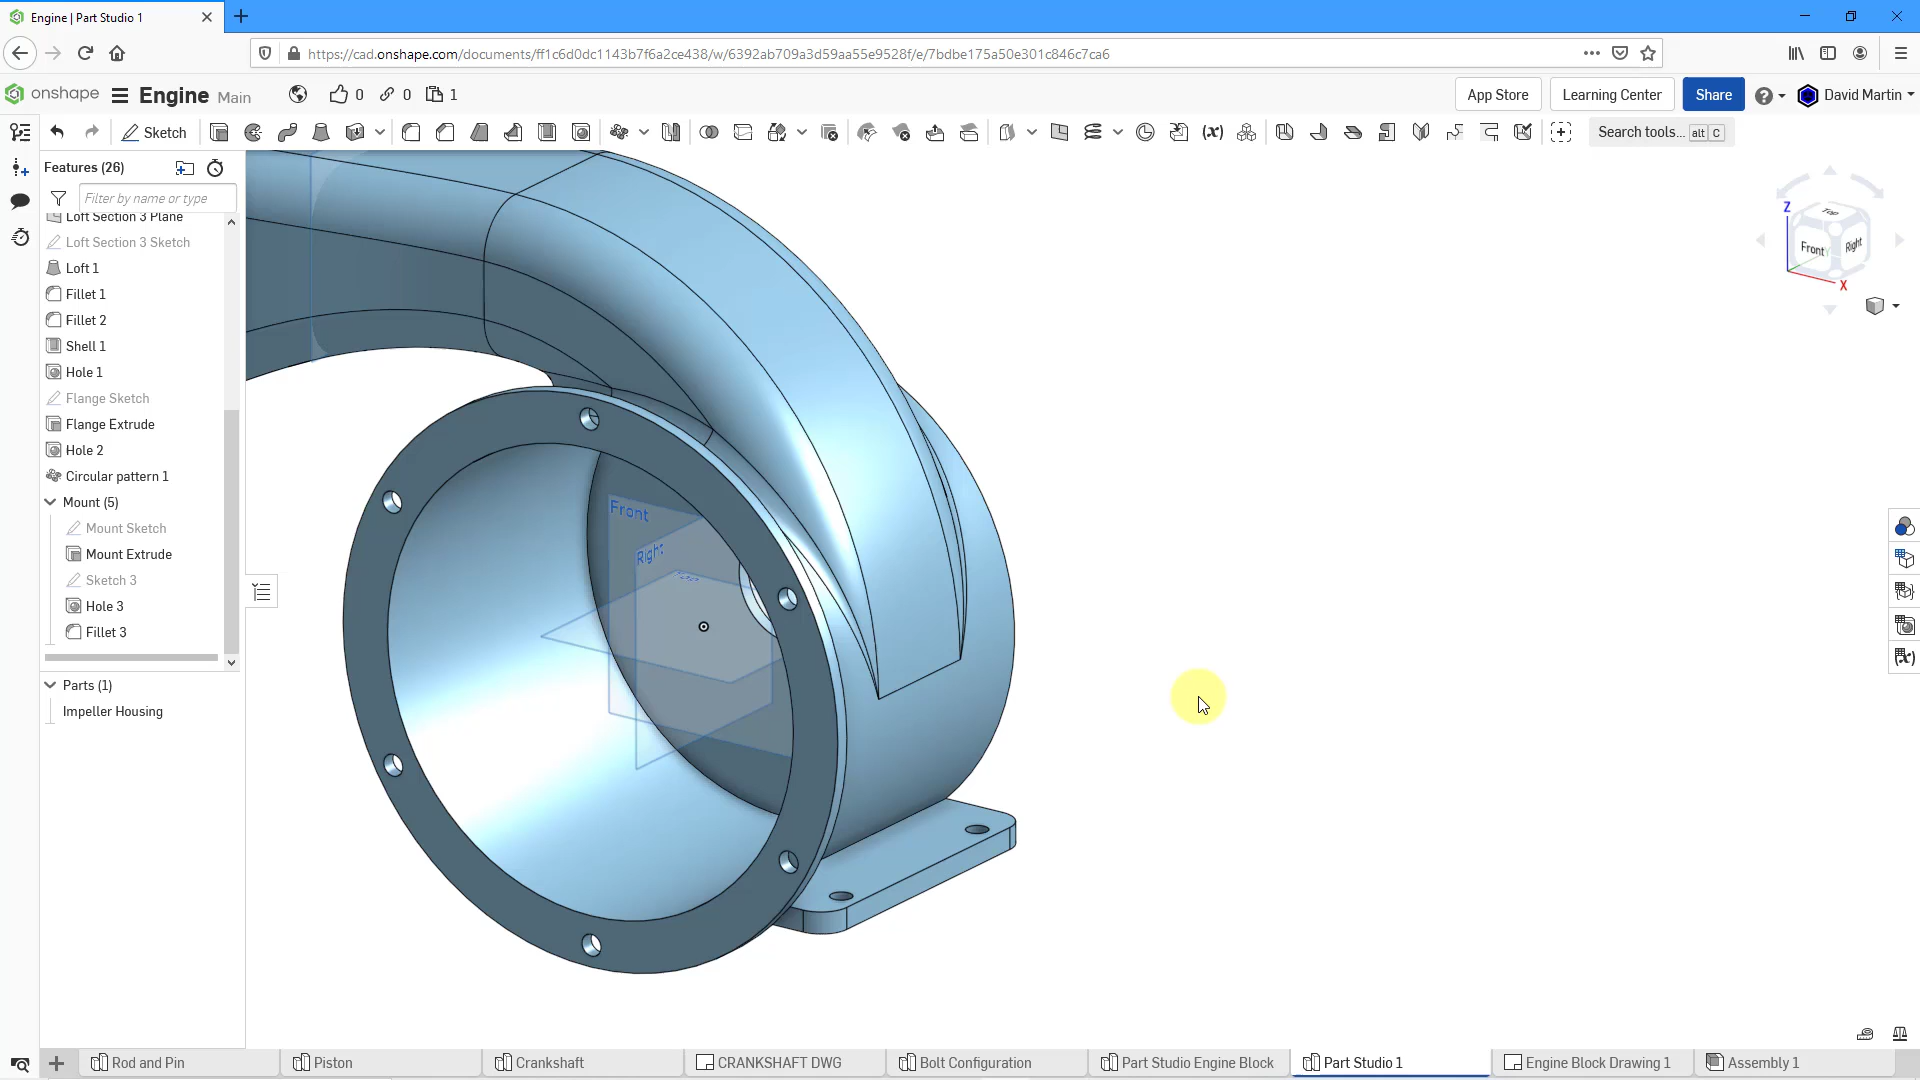 Engine | Part Studio 1
https://cad.onshape.com/documents/ff1c6d0dc1143b7f6a2ce438/w/6392ab709a3d59aa55e9528f/e/7bdbe175a50e301c846c7ca6
onshape Engine Main 0 0 1 App Store Learning Center Share David Martin
Sketch Search tools... alt C
Features (26)
Filter by name or type
Loft Section 3 Plane
Loft Section 3 Sketch
Loft 1
Fillet 1
Fillet 2
Shell 1
Hole 1
Flange Sketch
Flange Extrude
Hole 2
Circular pattern 1
Mount (5)
Mount Sketch
Mount Extrude
Sketch 3
Hole 3
Fillet 3
Parts (1)
Impeller Housing
Front
Right
Top
Z
Top
Front
Right
X
Rod and Pin Piston Crankshaft CRANKSHAFT DWG Bolt Configuration Part Studio Engine Block Part Studio 1 Engine Block Drawing 1 Assembly 1